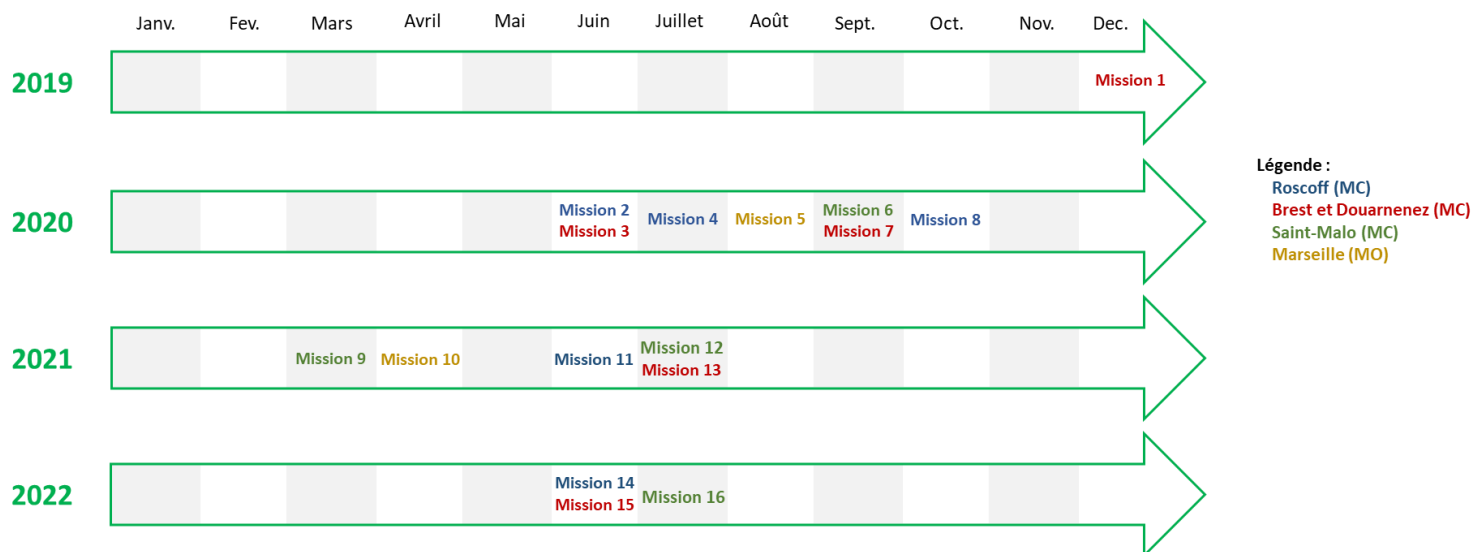 Janv. Fev. Mars Avril Mai Juin Juillet Août Sept. Oct. Nov. Dec.
2019 Mission 1
Légende :
Roscoff (MC)
Brest et Douarnenez (MC)
Saint-Malo (MC)
Marseille (MO)
2020 Mission 2 Mission 4 Mission 5 Mission 6 Mission 8
Mission 3 Mission 7
2021 Mission 9 Mission 10 Mission 11 Mission 12
Mission 13
2022 Mission 14 Mission 16
Mission 15